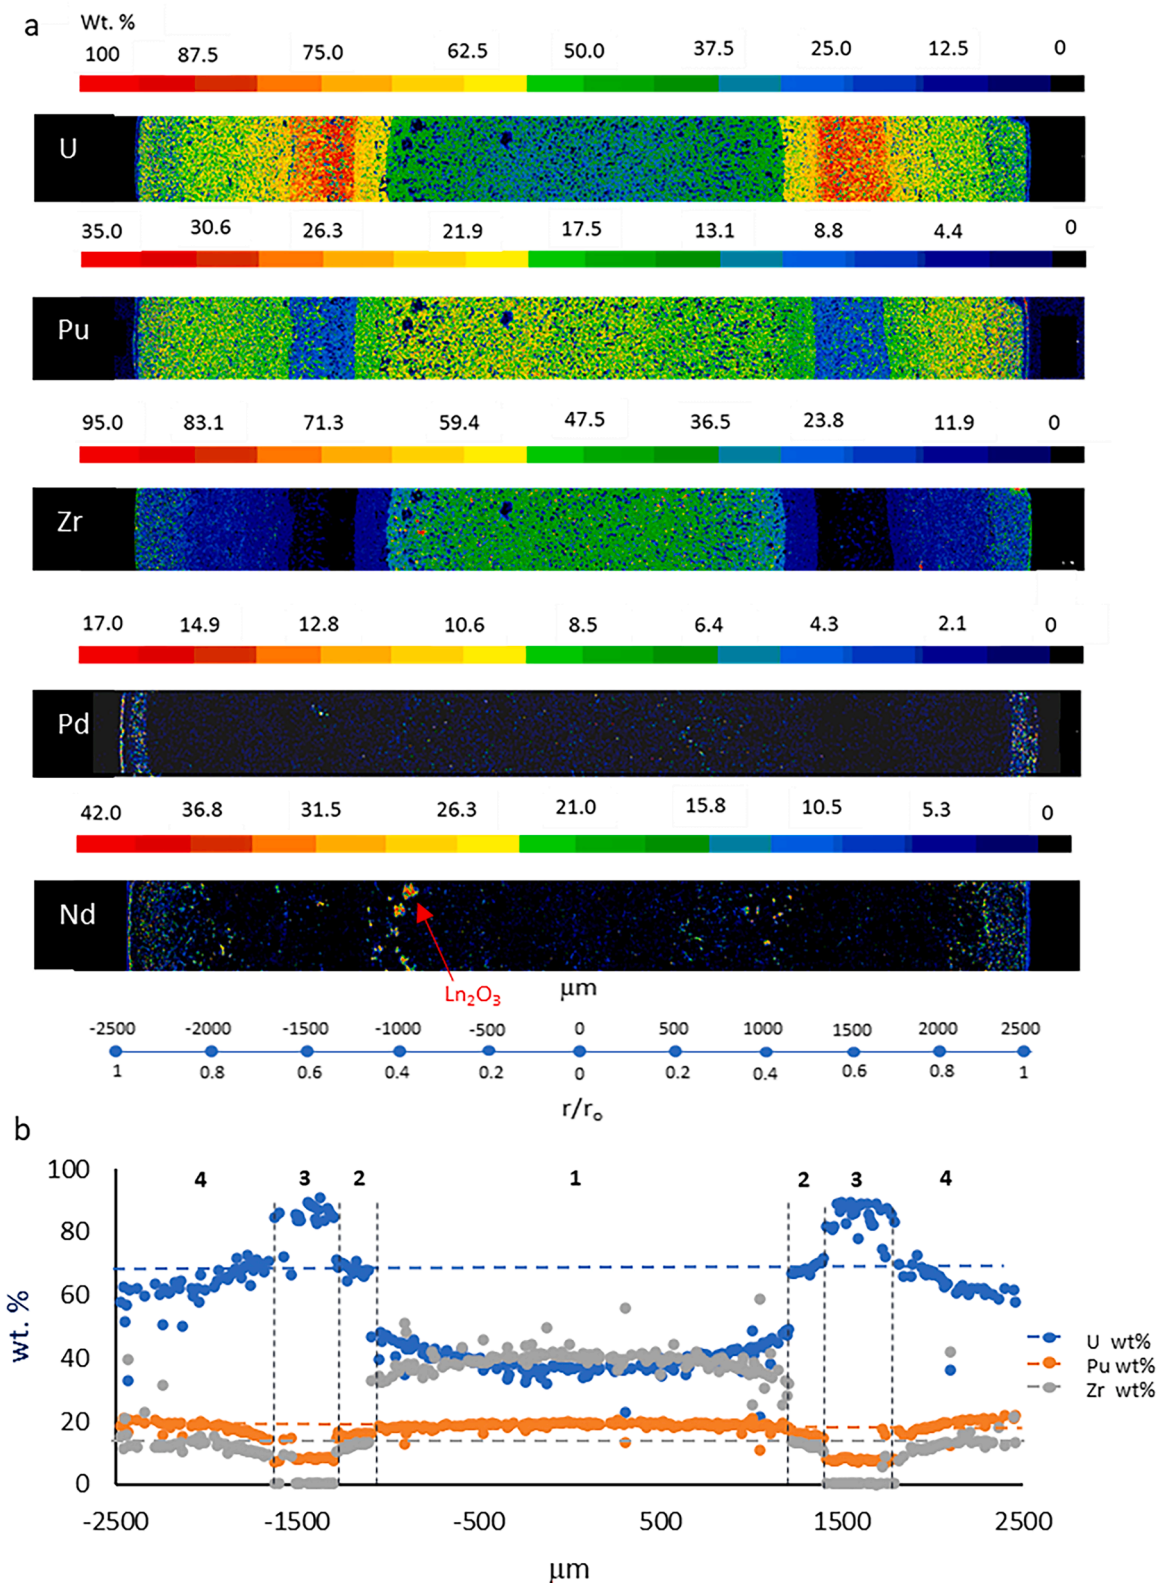 a
Wt. %
100 87.5 75.0 62.5 50.0 37.5 25.0 12.5 0
U
35.0 30.6 26.3 21.9 17.5 13.1 8.8 4.4 0
Pu
95.0 83.1 71.3 59.4 47.5 36.5 23.8 11.9 0
Zr
17.0 14.9 12.8 10.6 8.5 6.4 4.3 2.1 0
Pd
42.0 36.8 31.5 26.3 21.0 15.8 10.5 5.3 0
Nd
Ln₂O₃
μm
-2500 -2000 -1500 -1000 -500 0 500 1000 1500 2000 2500
1 0.8 0.6 0.4 0.2 0 0.2 0.4 0.6 0.8 1
r/rₒ
b
4 3 2 1 2 3 4
100
80
60
40
20
0
wt. %
U wt%
Pu wt%
Zr wt%
-2500 -1500 -500 500 1500 2500
μm